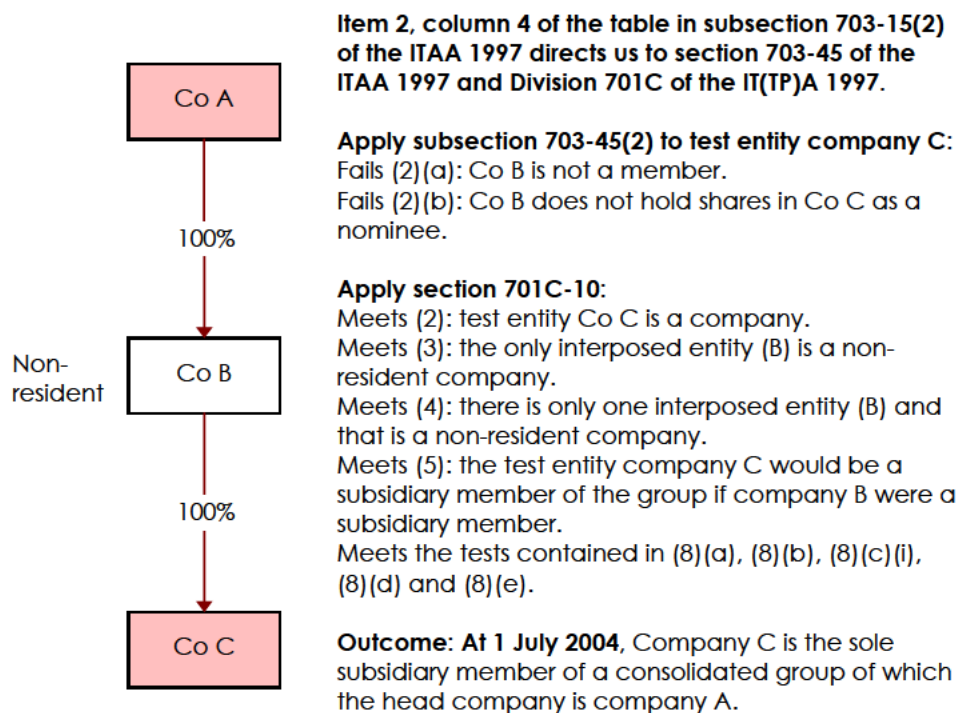 Item 2, column 4 of the table in subsection 703-15(2)
of the ITAA 1997 directs us to section 703-45 of the
ITAA 1997 and Division 701C of the IT(TP)A 1997.
Co A
Apply subsection 703-45(2) to test entity company C:
Fails (2)(a): Co B is not a member.
Fails (2)(b): Co B does not hold shares in Co C as a
nominee.
100%
Apply section 701C-10:
Meets (2): test entity Co C is a company.
Meets (3): the only interposed entity (B) is a non-
resident company.
Non-
resident
Co B
Meets (4): there is only one interposed entity (B) and
that is a non-resident company.
Meets (5): the test entity company C would be a
subsidiary member of the group if company B were a
subsidiary member.
100%
Meets the tests contained in (8)(a), (8)(b), (8)(c)(i),
(8)(d) and (8)(e).
Co C
Outcome: At 1 July 2004, Company C is the sole
subsidiary member of a consolidated group of which
the head company is company A.